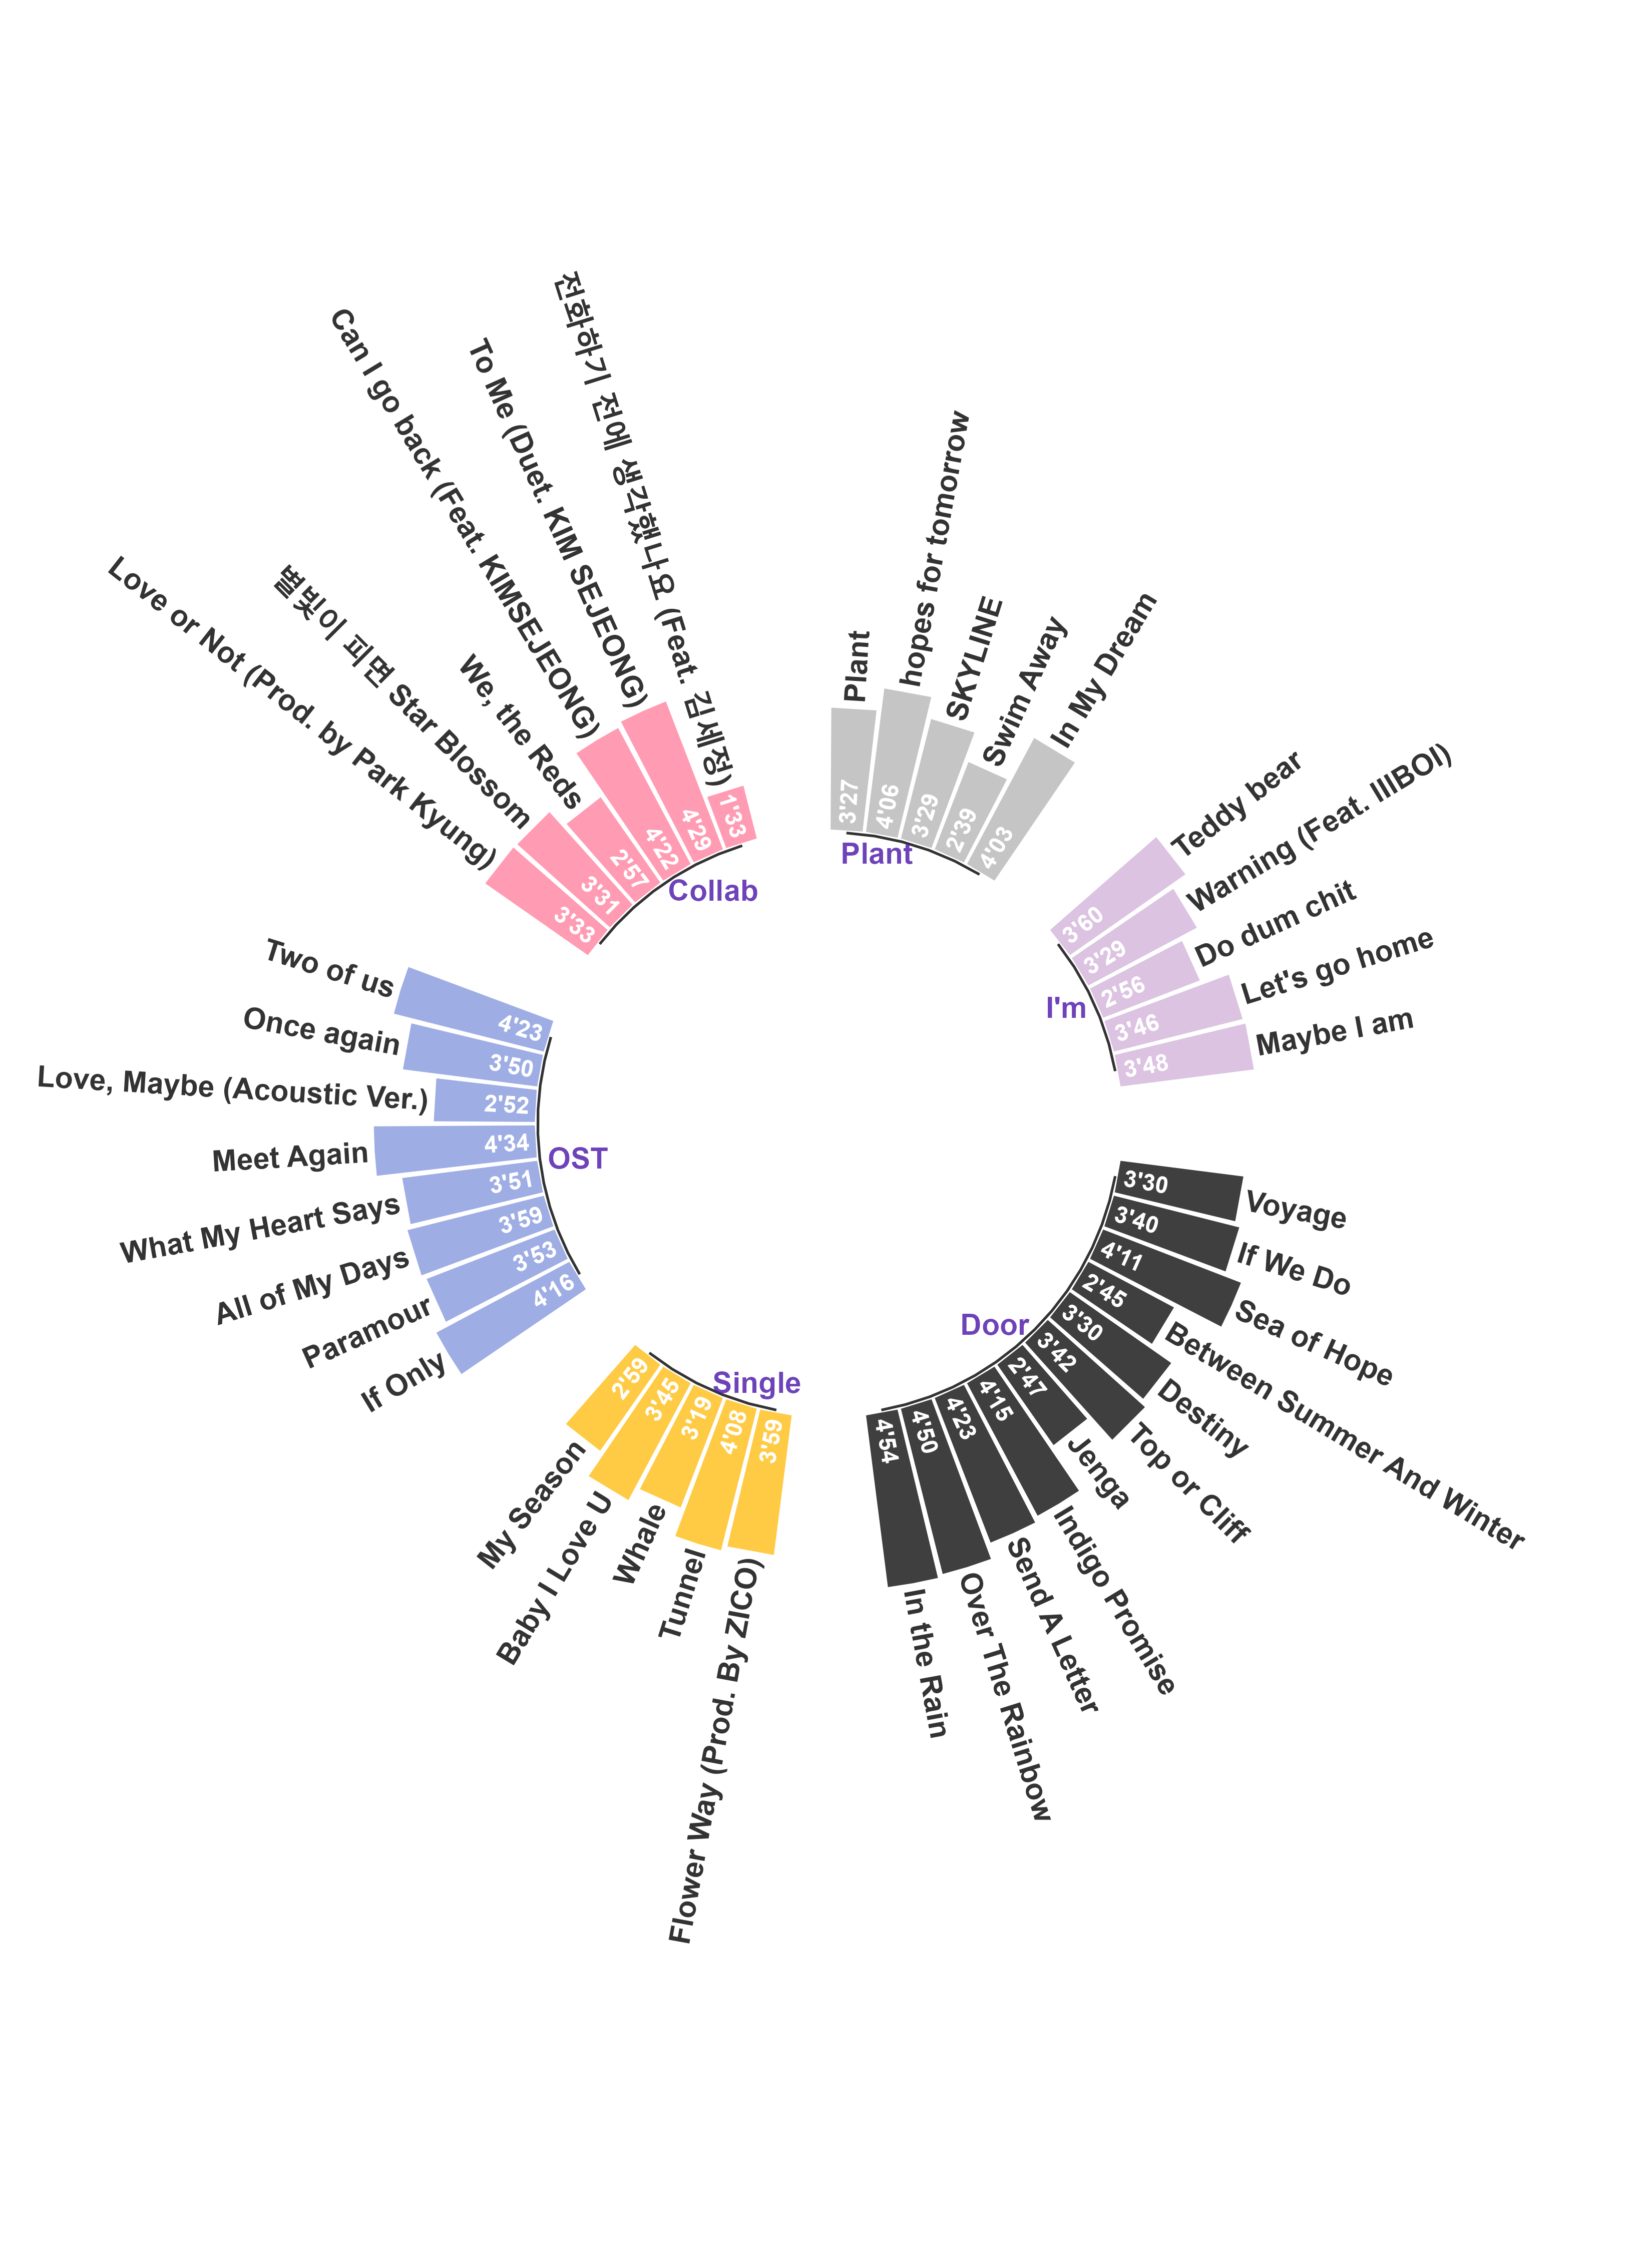 Plant
3'27
Plant
4'06
hopes for tomorrow
3'29
SKYLINE
2'39
Swim Away
4'03
In My Dream
I'm
3'60
Teddy bear
3'29
Warning (Feat. IIIBOI)
2'56
Do dum chit
3'46
Let's go home
3'48
Maybe I am
Door
3'30
Voyage
3'40
If We Do
4'11
Sea of Hope
2'45
Between Summer And Winter
3'30
Destiny
3'42
Top or Cliff
2'47
Jenga
4'15
Indigo Promise
4'23
Send A Letter
4'50
Over The Rainbow
4'54
In the Rain
Single
3'59
Flower Way (Prod. By ZICO)
4'08
Tunnel
3'19
Whale
3'45
Baby I Love U
2'59
My Season
OST
4'16
If Only
3'53
Paramour
3'59
All of My Days
3'51
What My Heart Says
4'34
Meet Again
2'52
Love, Maybe (Acoustic Ver.)
3'50
Once again
4'23
Two of us
Collab
3'33
Love or Not (Prod. by Park Kyung)
3'31
별빛이 피면 Star Blossom
2'57
We, the Reds
4'22
Can I go back (Feat. KIMSEJEONG)
4'29
To Me (Duet. KIM SEJEONG)
1'33
전화하기 전에 생각했나요 (Feat. 김세정)